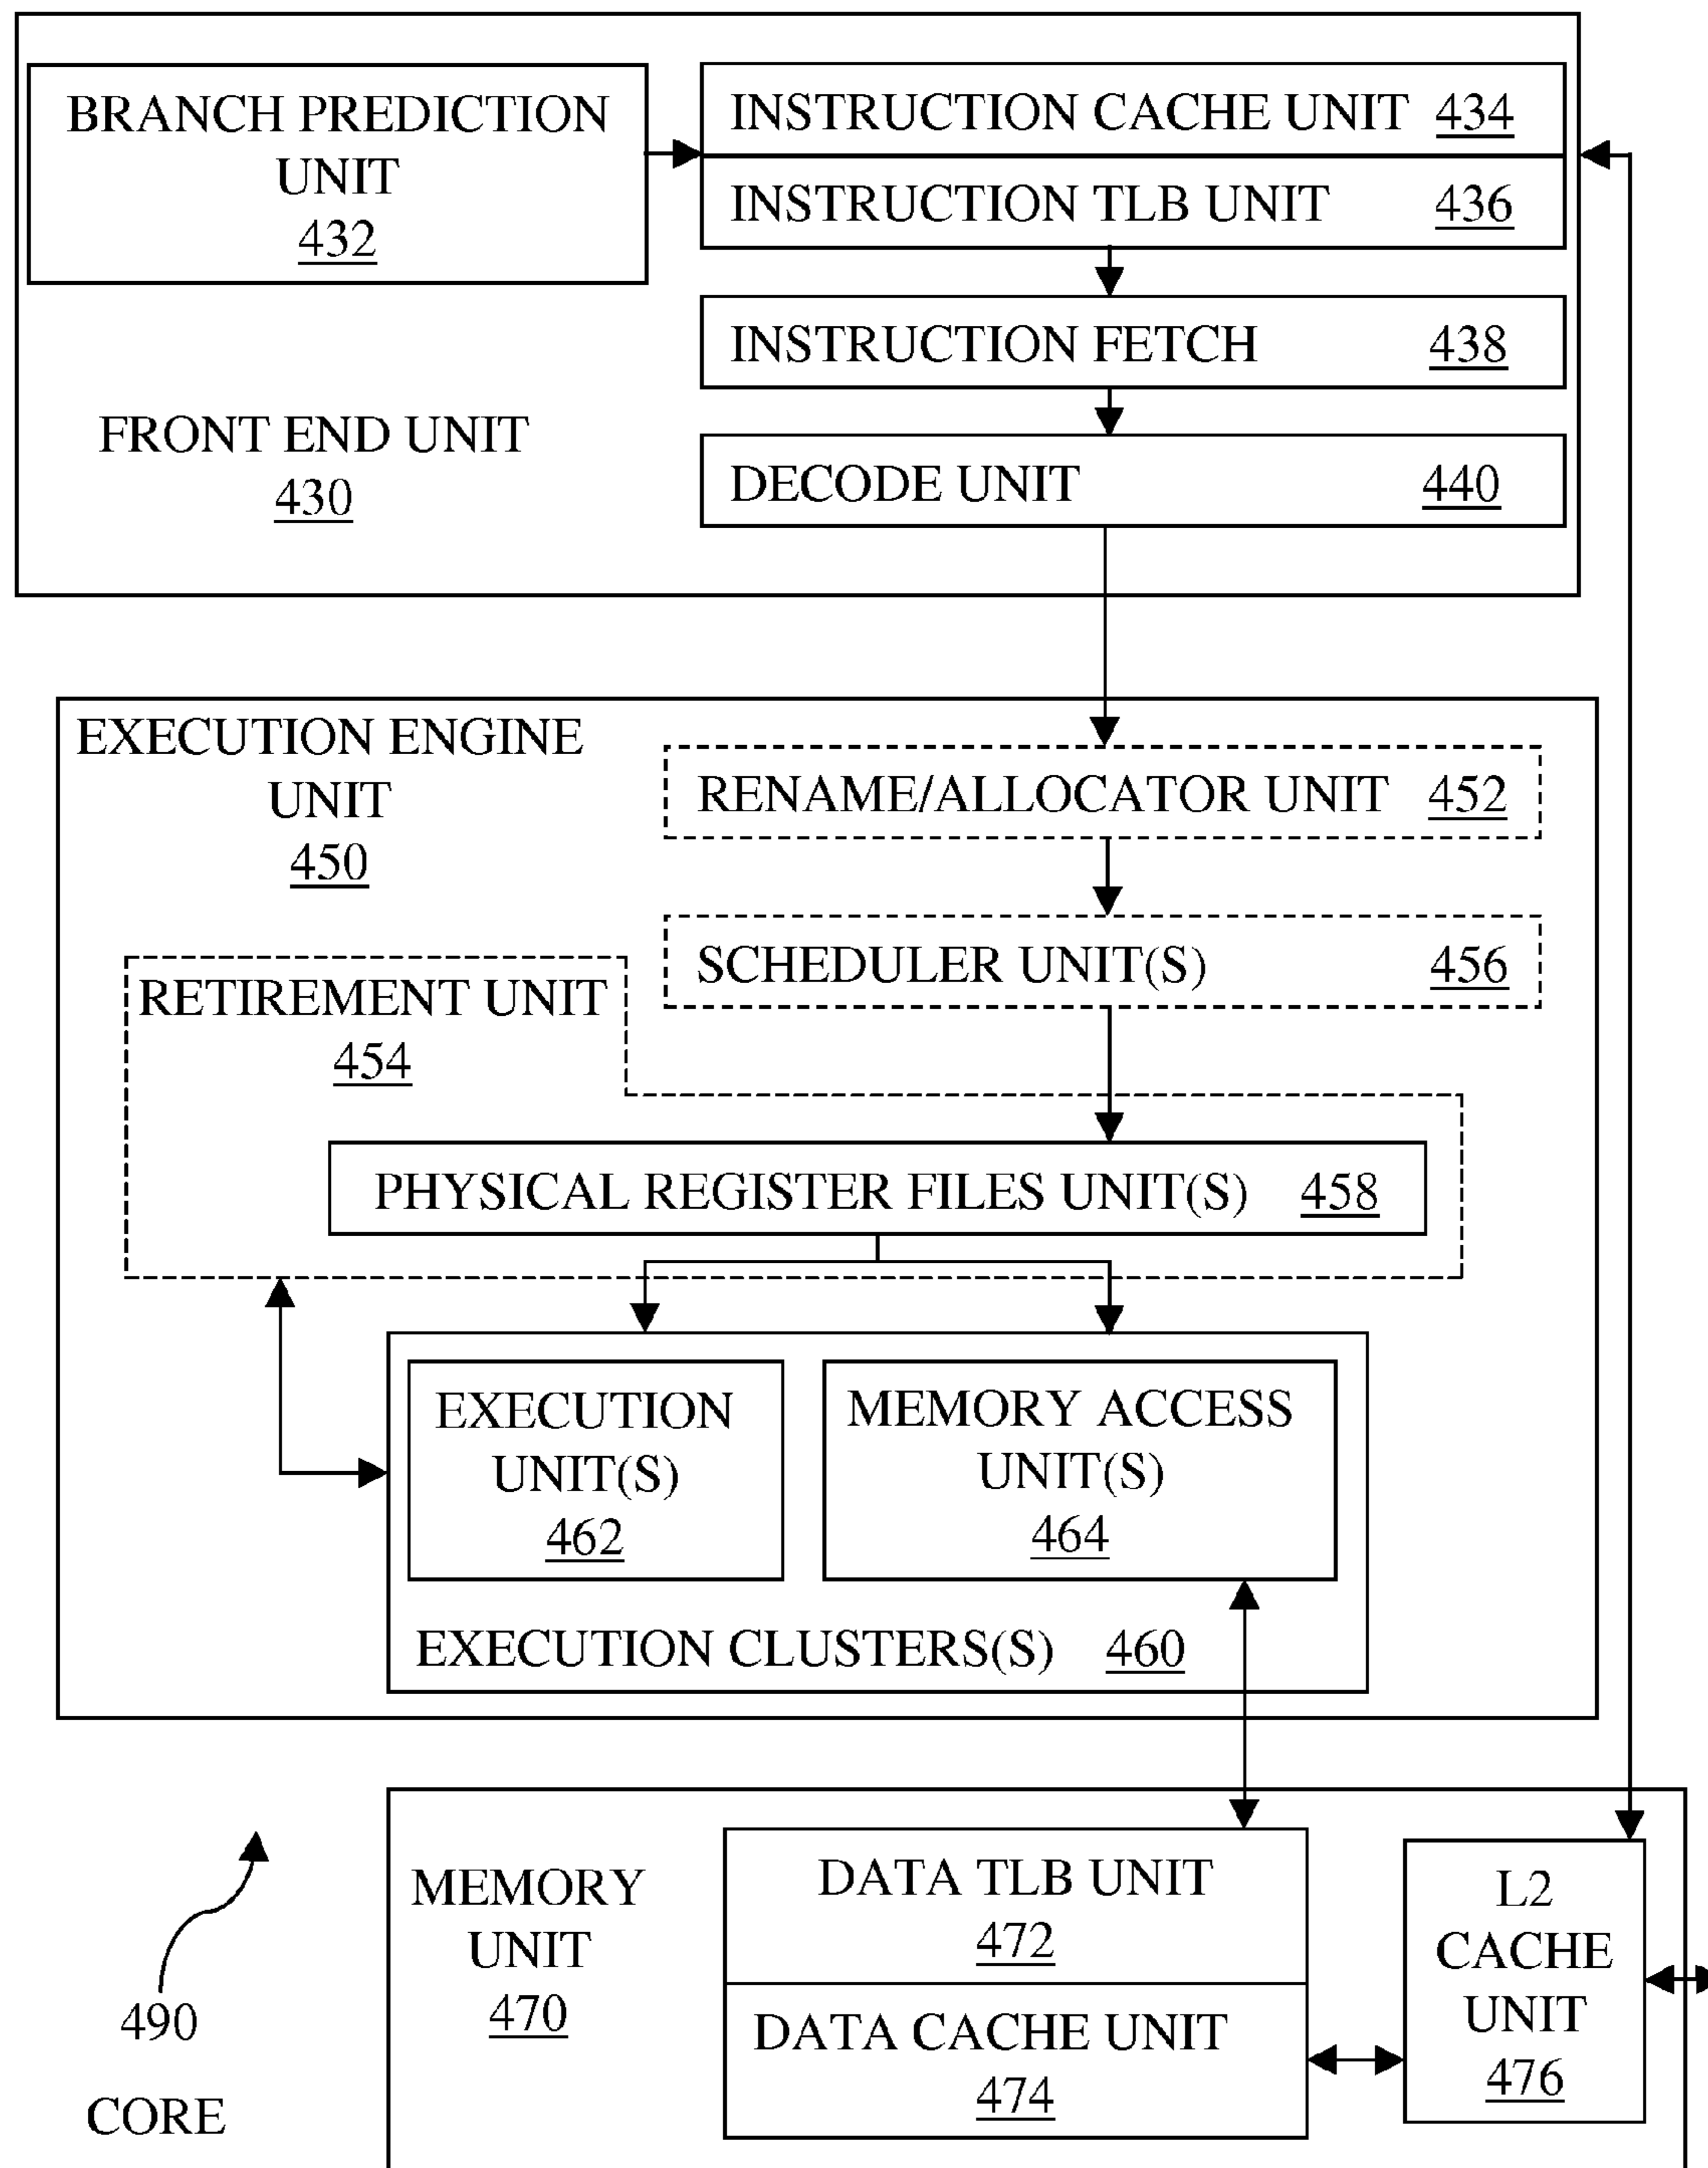 BRANCH PREDICTION
UNIT
432
INSTRUCTION CACHE UNIT 434
INSTRUCTION TLB UNIT 436
INSTRUCTION FETCH 438
FRONT END UNIT
430
DECODE UNIT 440
EXECUTION ENGINE
UNIT
450
RENAME/ALLOCATOR UNIT 452
SCHEDULER UNIT(S) 456
RETIREMENT UNIT
454
PHYSICAL REGISTER FILES UNIT(S) 458
EXECUTION
UNIT(S)
462
MEMORY ACCESS
UNIT(S)
464
EXECUTION CLUSTERS(S) 460
MEMORY
UNIT
470
DATA TLB UNIT
472
DATA CACHE UNIT
474
L2
CACHE
UNIT
476
490
CORE